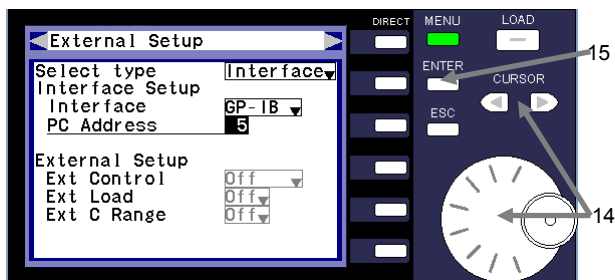 DIRECT MENU LOAD
External Setup
Select type Interface
Interface Setup
Interface GP-IB
PC Address 5
External Setup
Ext Control Off
Ext Load Off
Ext C Range Off
ENTER
CURSOR
ESC
15
14